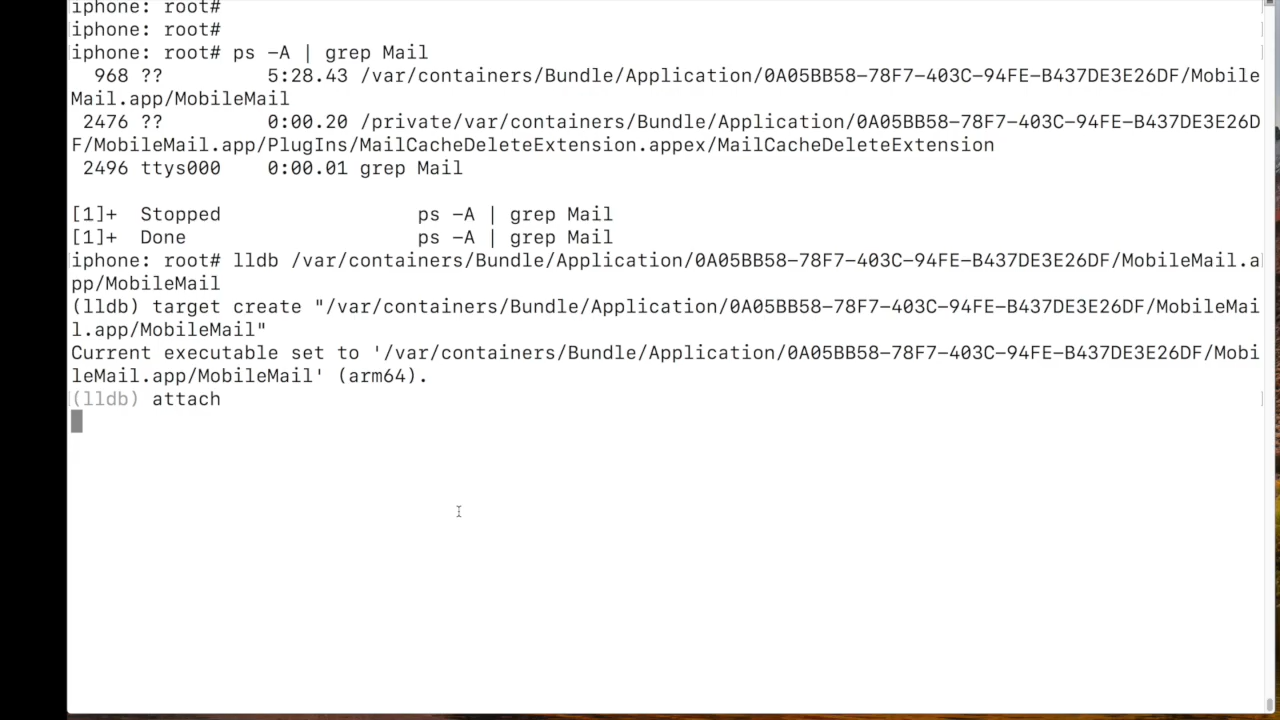 iphone: root#
iphone: root#
iphone: root# ps -A | grep Mail
  968 ??         5:28.43 /var/containers/Bundle/Application/0A05BB58-78F7-403C-94FE-B437DE3E26DF/Mobile
Mail.app/MobileMail
 2476 ??         0:00.20 /private/var/containers/Bundle/Application/0A05BB58-78F7-403C-94FE-B437DE3E26D
F/MobileMail.app/PlugIns/MailCacheDeleteExtension.appex/MailCacheDeleteExtension
 2496 ttys000    0:00.01 grep Mail
[1]+  Stopped                 ps -A | grep Mail
[1]+  Done                    ps -A | grep Mail
iphone: root# lldb /var/containers/Bundle/Application/0A05BB58-78F7-403C-94FE-B437DE3E26DF/MobileMail.a
pp/MobileMail
(lldb) target create "/var/containers/Bundle/Application/0A05BB58-78F7-403C-94FE-B437DE3E26DF/MobileMai
l.app/MobileMail"
Current executable set to '/var/containers/Bundle/Application/0A05BB58-78F7-403C-94FE-B437DE3E26DF/Mobi
leMail.app/MobileMail' (arm64).
(lldb) attach